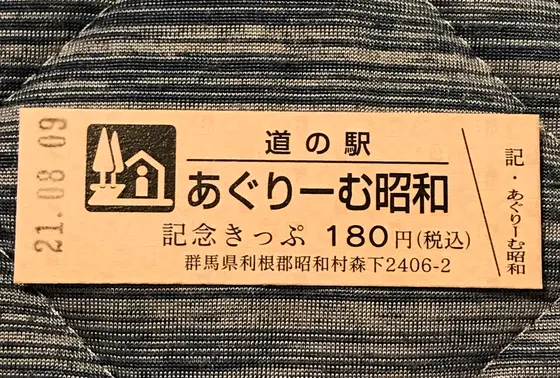 21.08.09
道の駅
あぐりーむ昭和
記念きっぷ 180円(税込)
群馬県利根郡昭和村森下2406-2
記・あぐりーむ昭和